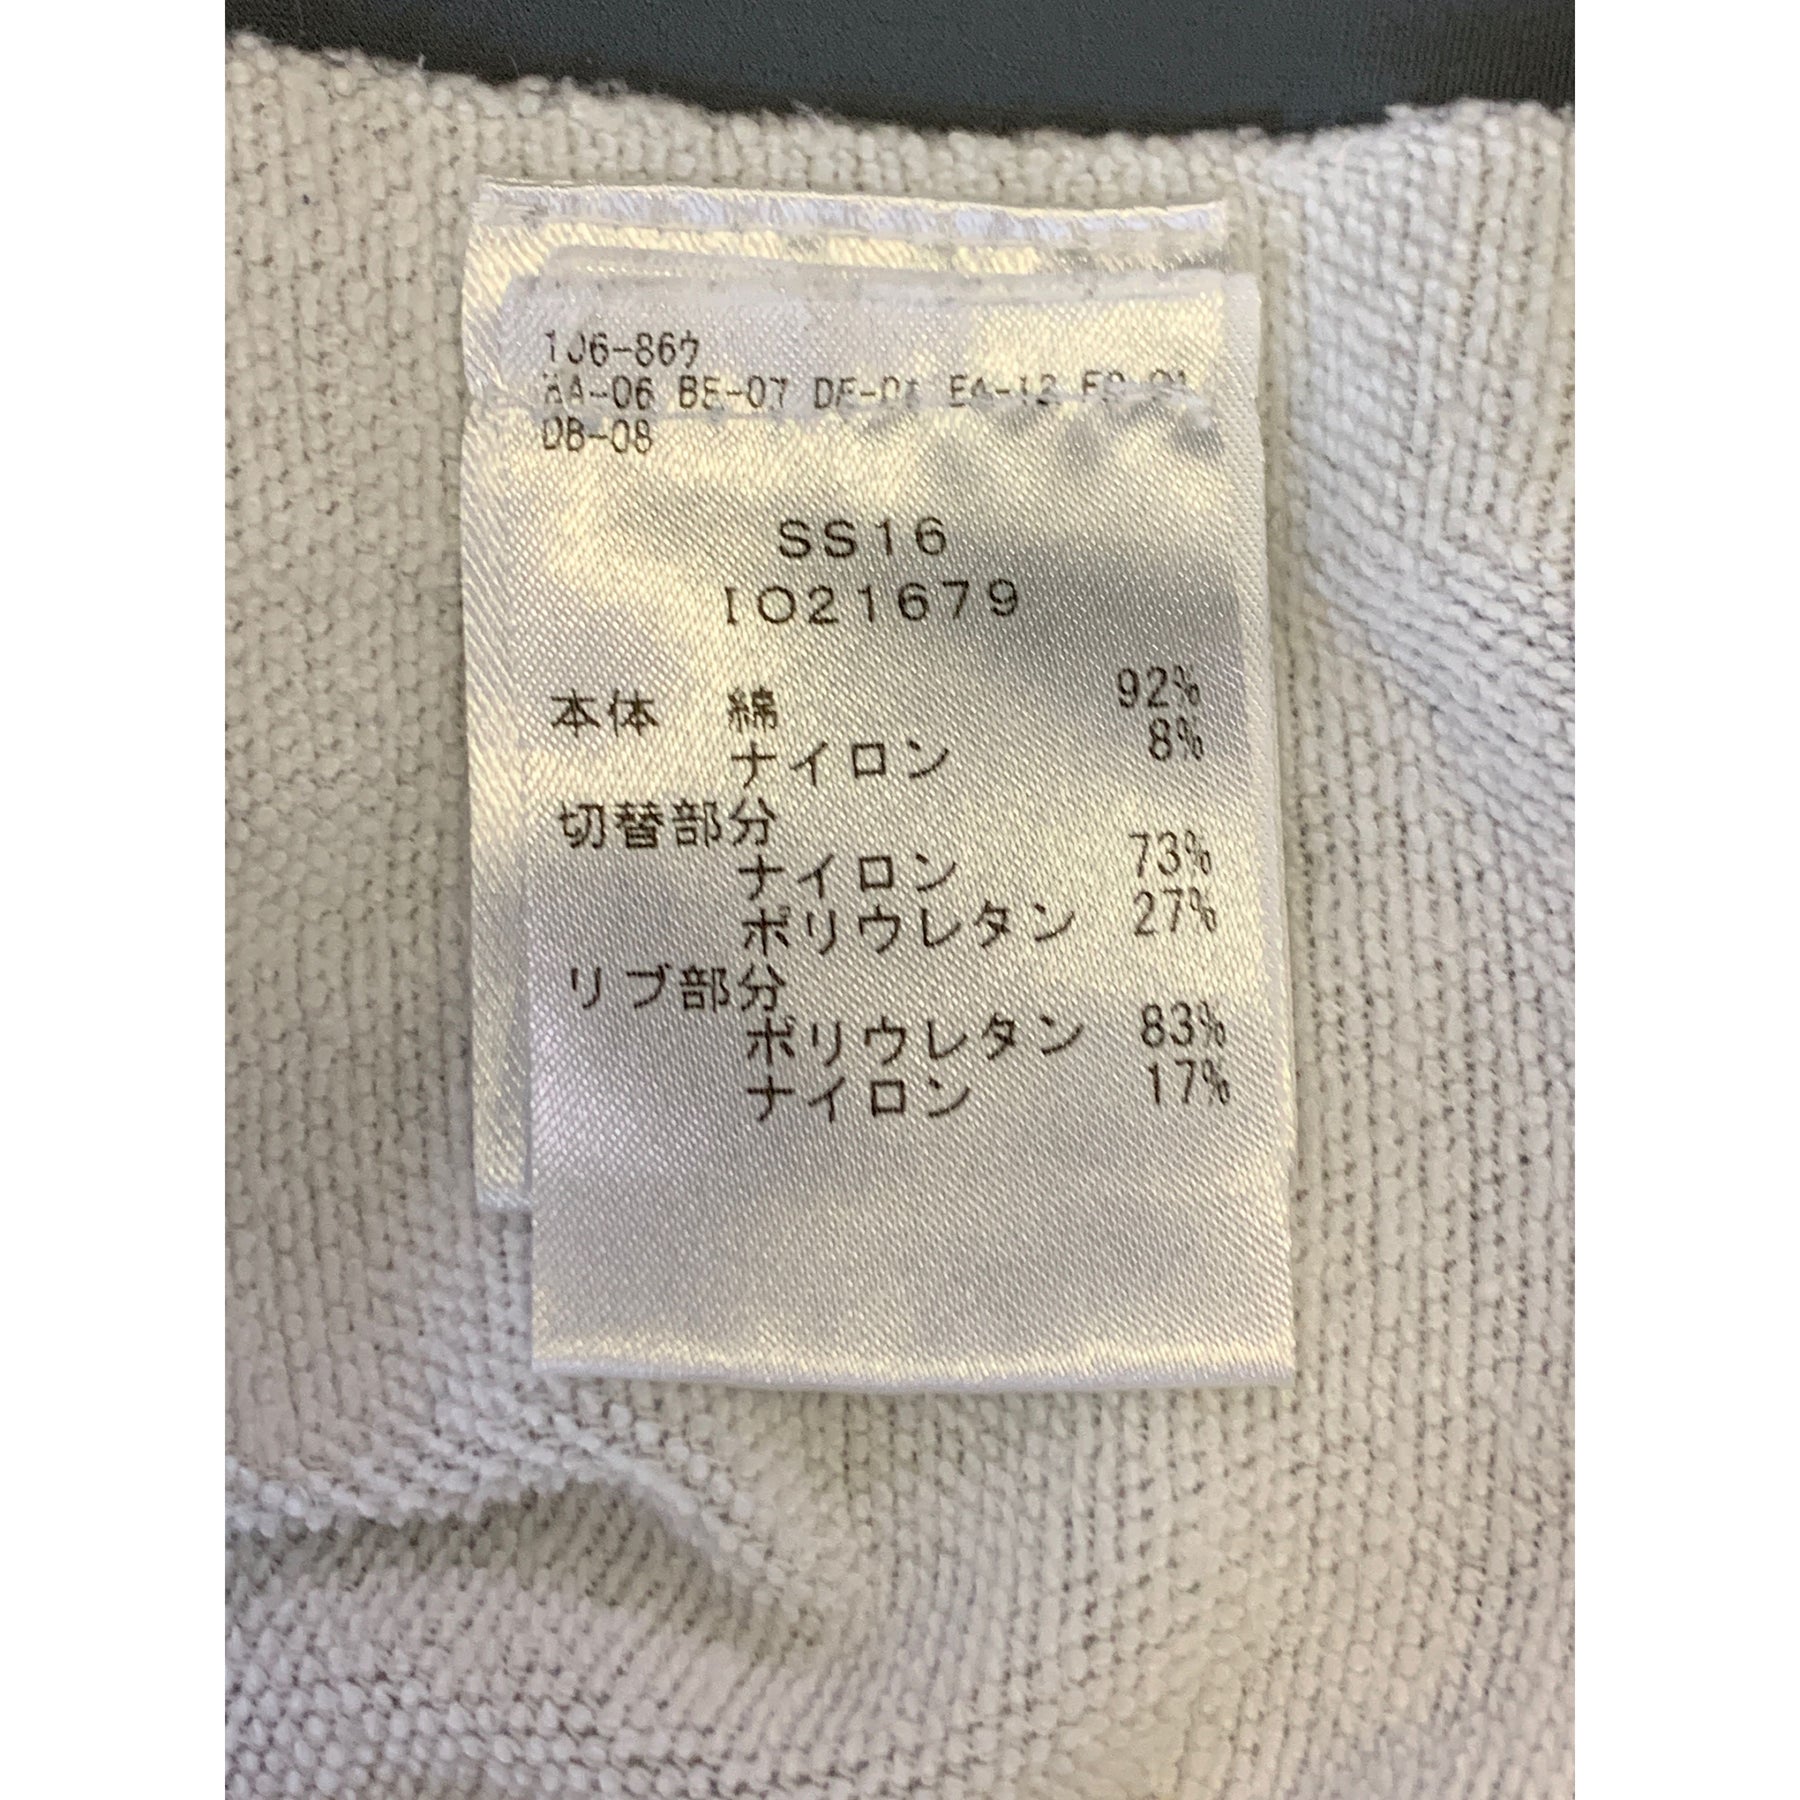 106-86ウ
BE-07
DB-08
SS16
IO21679
本体 綿 92%
ナイロン 8%
切替部分
ナイロン 73%
ポリウレタン 27%
リブ部分
ポリウレタン 83%
ナイロン 17%